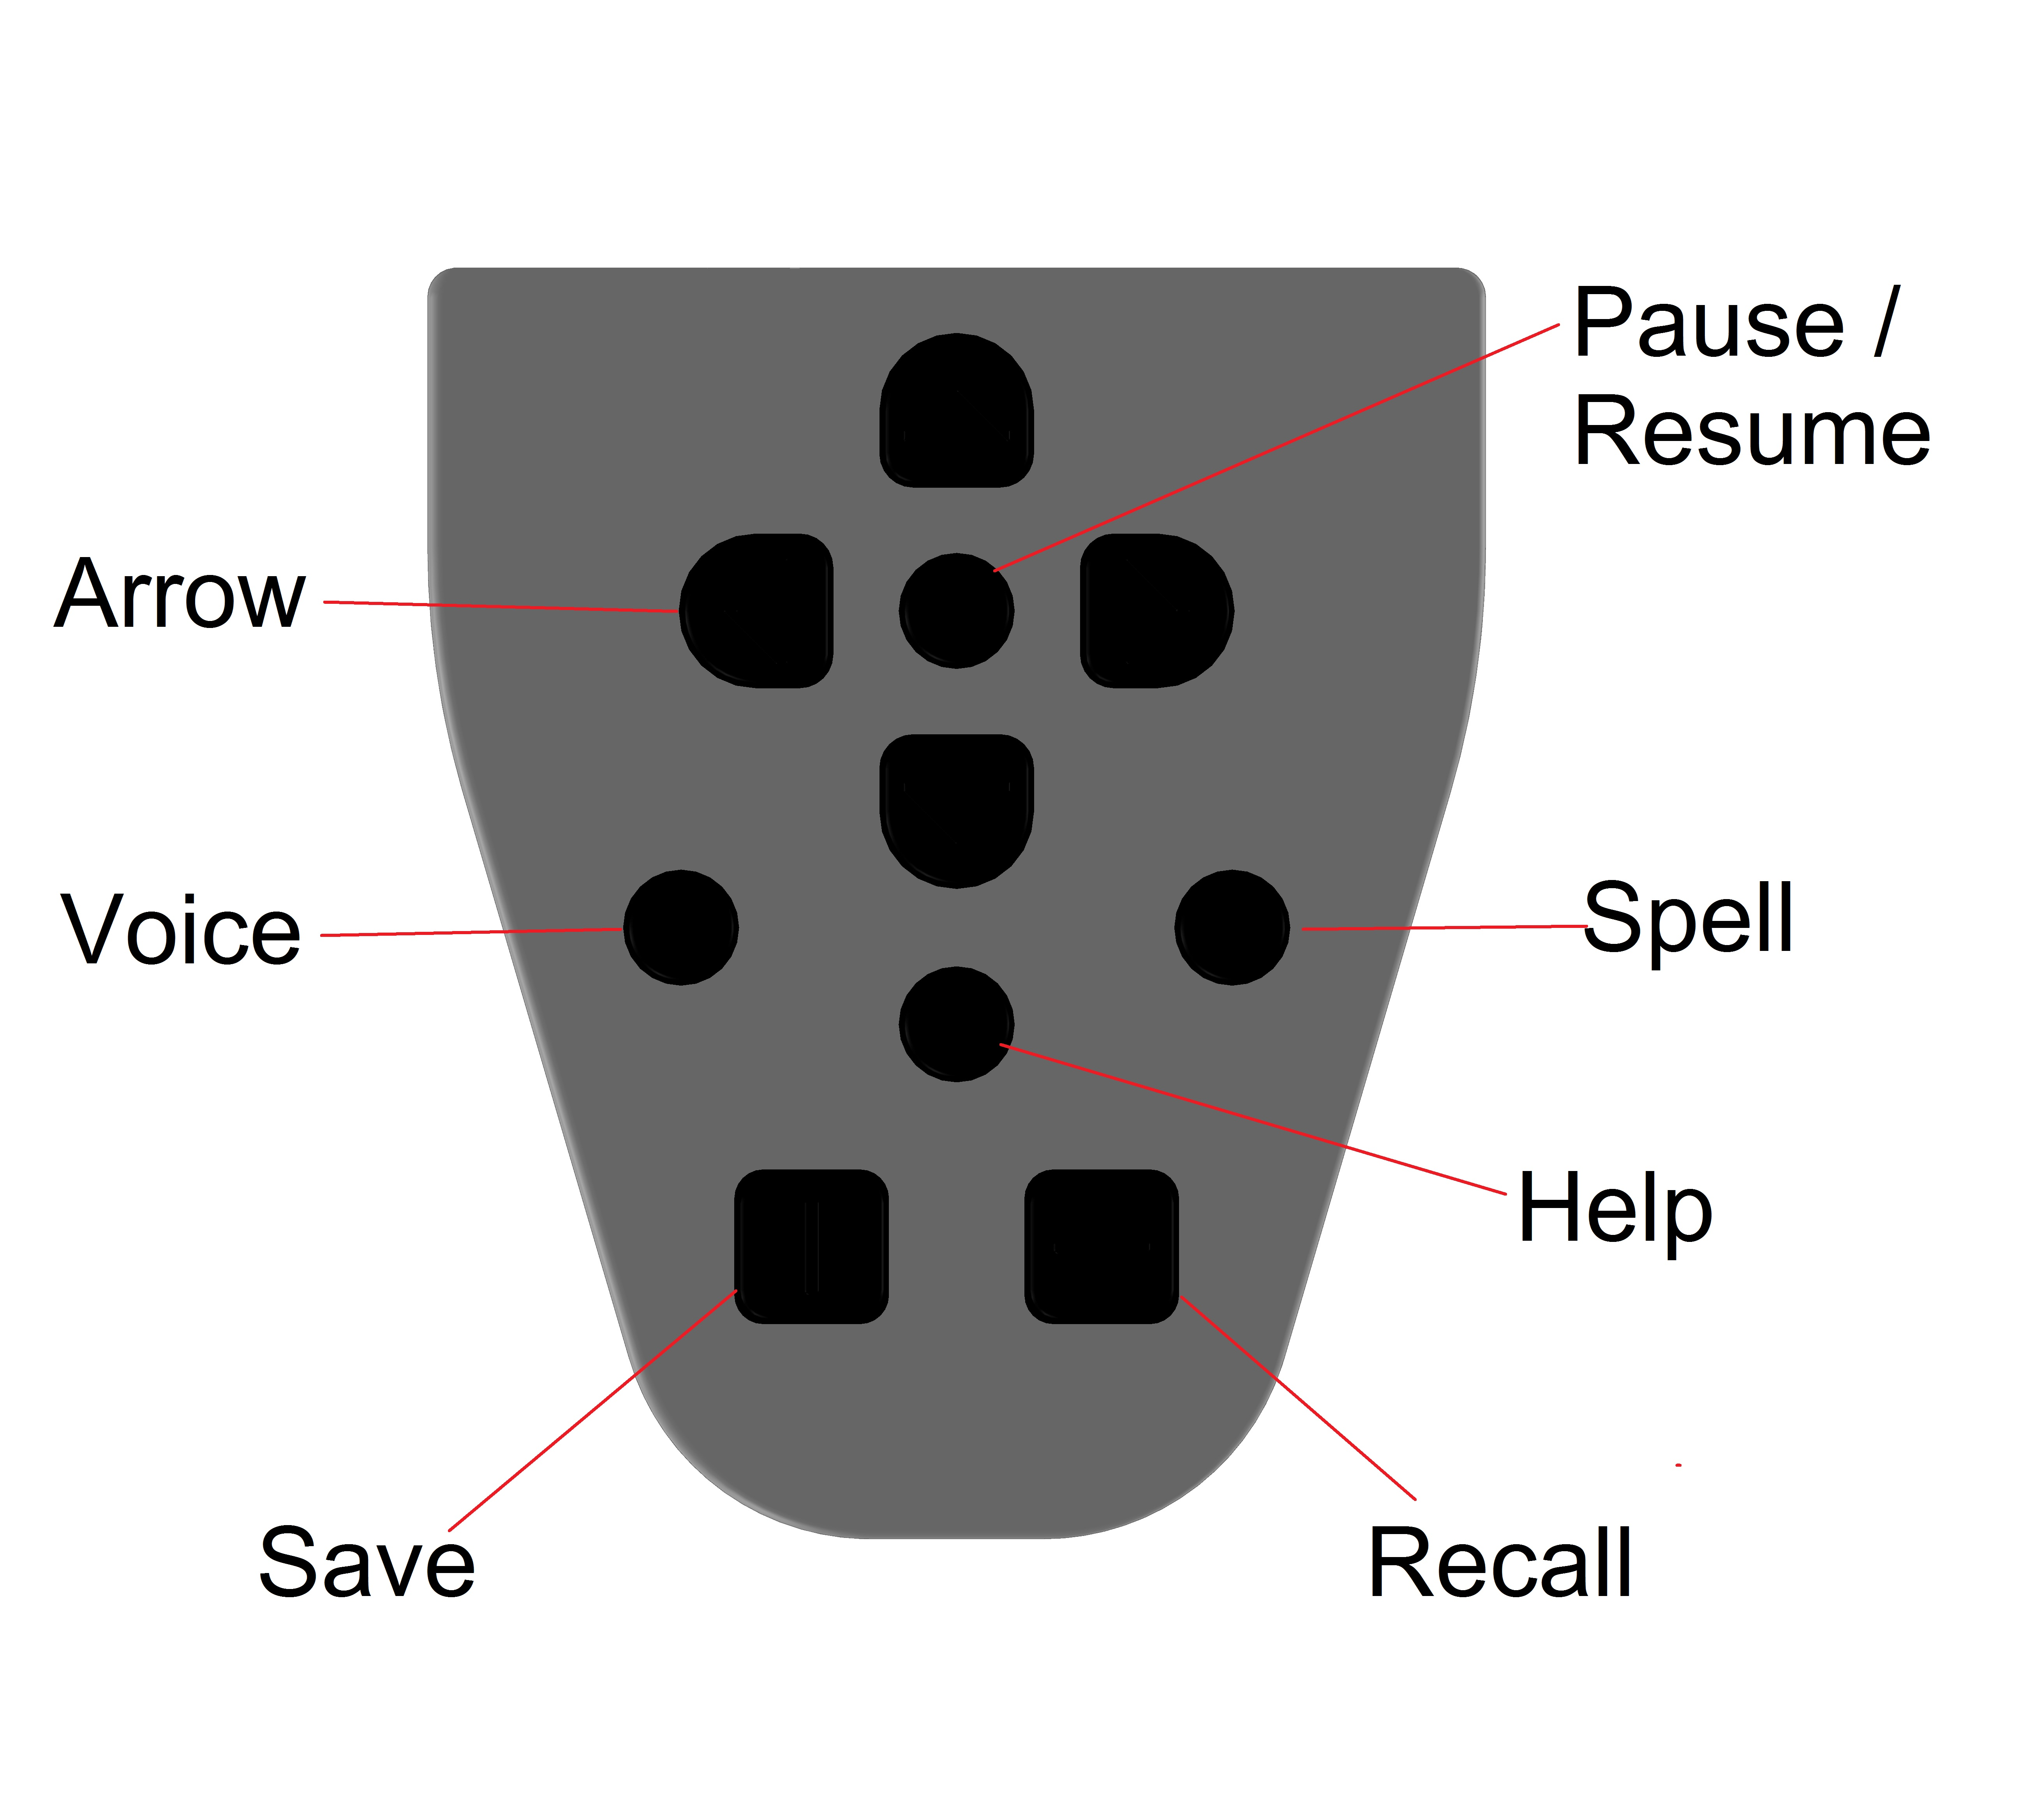 Pause /
Resume
Arrow
Voice
Spell
Help
Save
Recall